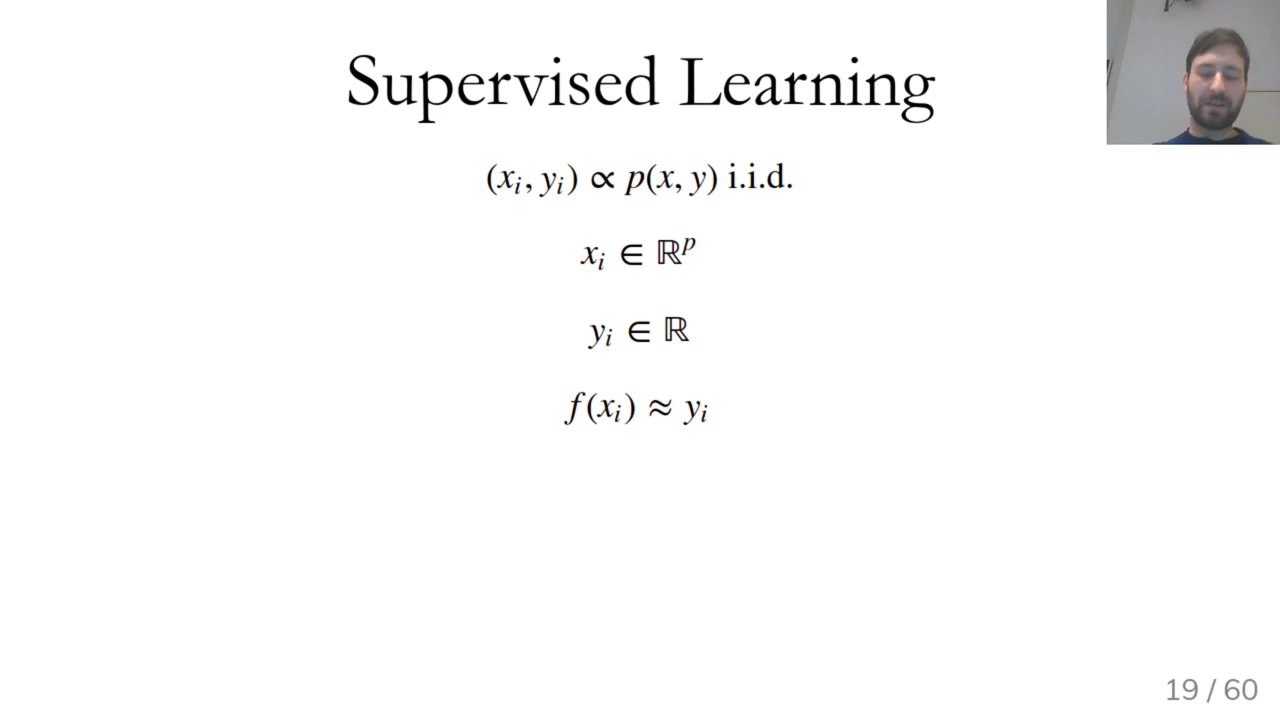 Supervised Learning
(xᵢ, yᵢ) ∝ p(x, y) i.i.d.
xᵢ ∈ ℝᵖ
yᵢ ∈ ℝ
f(xᵢ) ≈ yᵢ
19 / 60